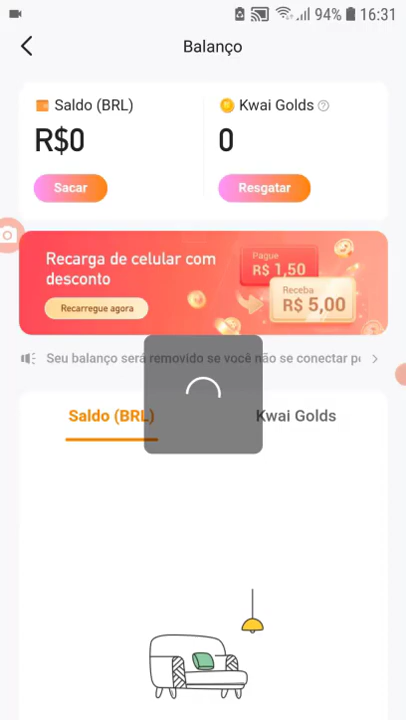 94% 16:31
Balanço
Saldo (BRL)
Kwai Golds
R$0
0
Sacar
Resgatar
Recarga de celular com
desconto
Recarregue agora
Pague
R$ 1,50
Receba
R$ 5,00
Seu balanço será removido se você não se conectar
Saldo (BRL)
Kwai Golds